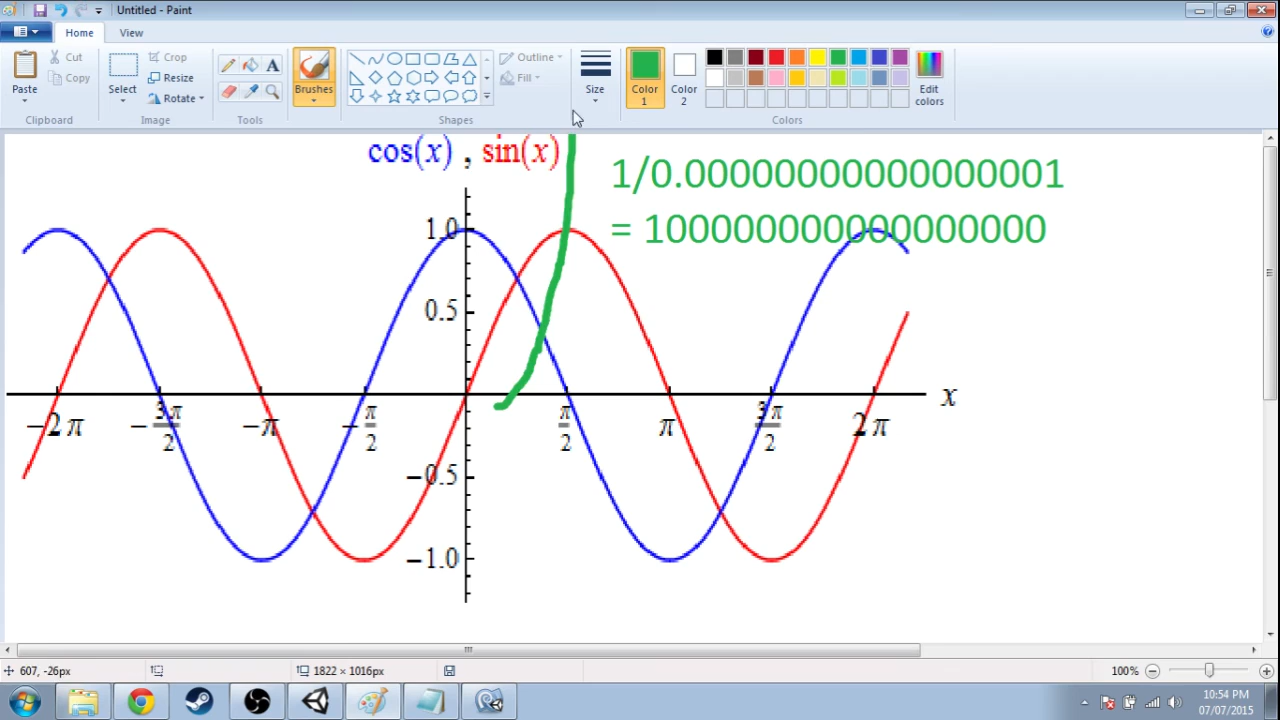 Untitled - Paint
Home View
Paste
Cut
Copy
Clipboard
Select
Crop
Resize
Rotate
Image
Tools
Brushes
Shapes
Outline
Fill
Size
Color 1
Color 2
Edit colors
Colors
cos(x) , sin(x)
1/0.00000000000000001
= 100000000000000000
1.0
0.5
−0.5
−1.0
−2π −3π/2 −π −π/2 π/2 π 3π/2 2π x
607, -26px
1822 × 1016px
100%
10:54 PM
07/07/2015